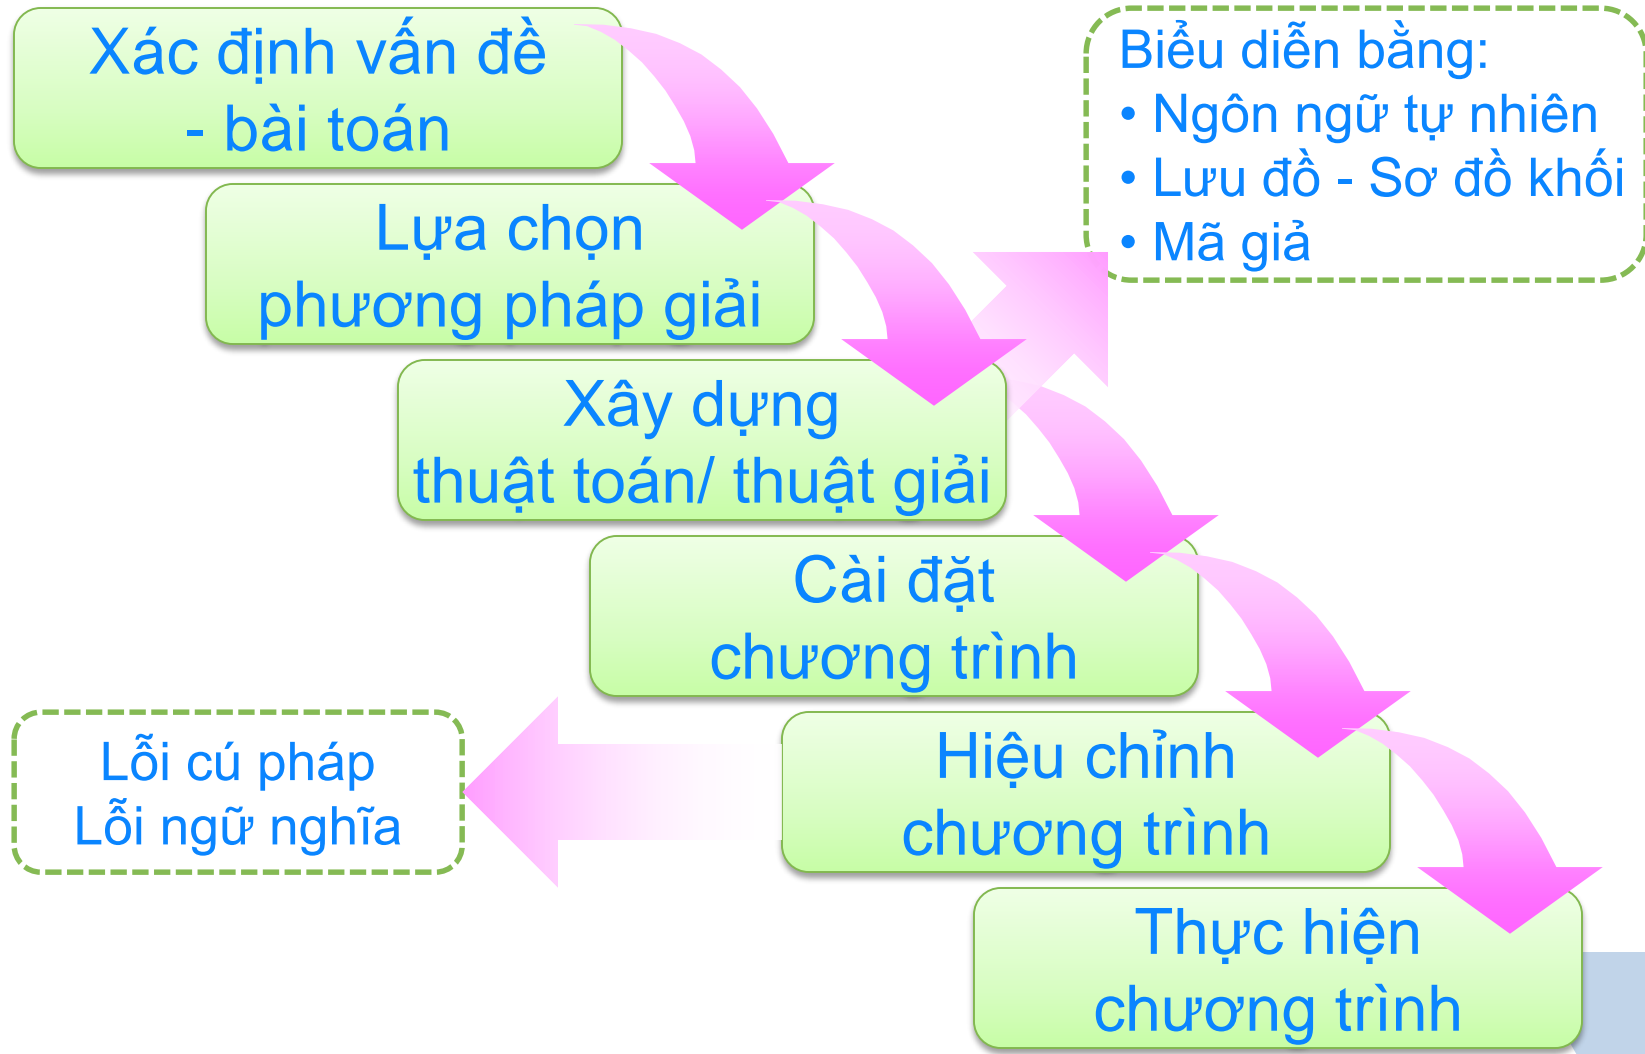 Xác định vấn đề
- bài toán
Biểu diễn bằng:
• Ngôn ngữ tự nhiên
• Lưu đồ - Sơ đồ khối
• Mã giả
Lựa chọn
phương pháp giải
Xây dựng
thuật toán/ thuật giải
Cài đặt
chương trình
Hiệu chỉnh
chương trình
Lỗi cú pháp
Lỗi ngữ nghĩa
Thực hiện
chương trình